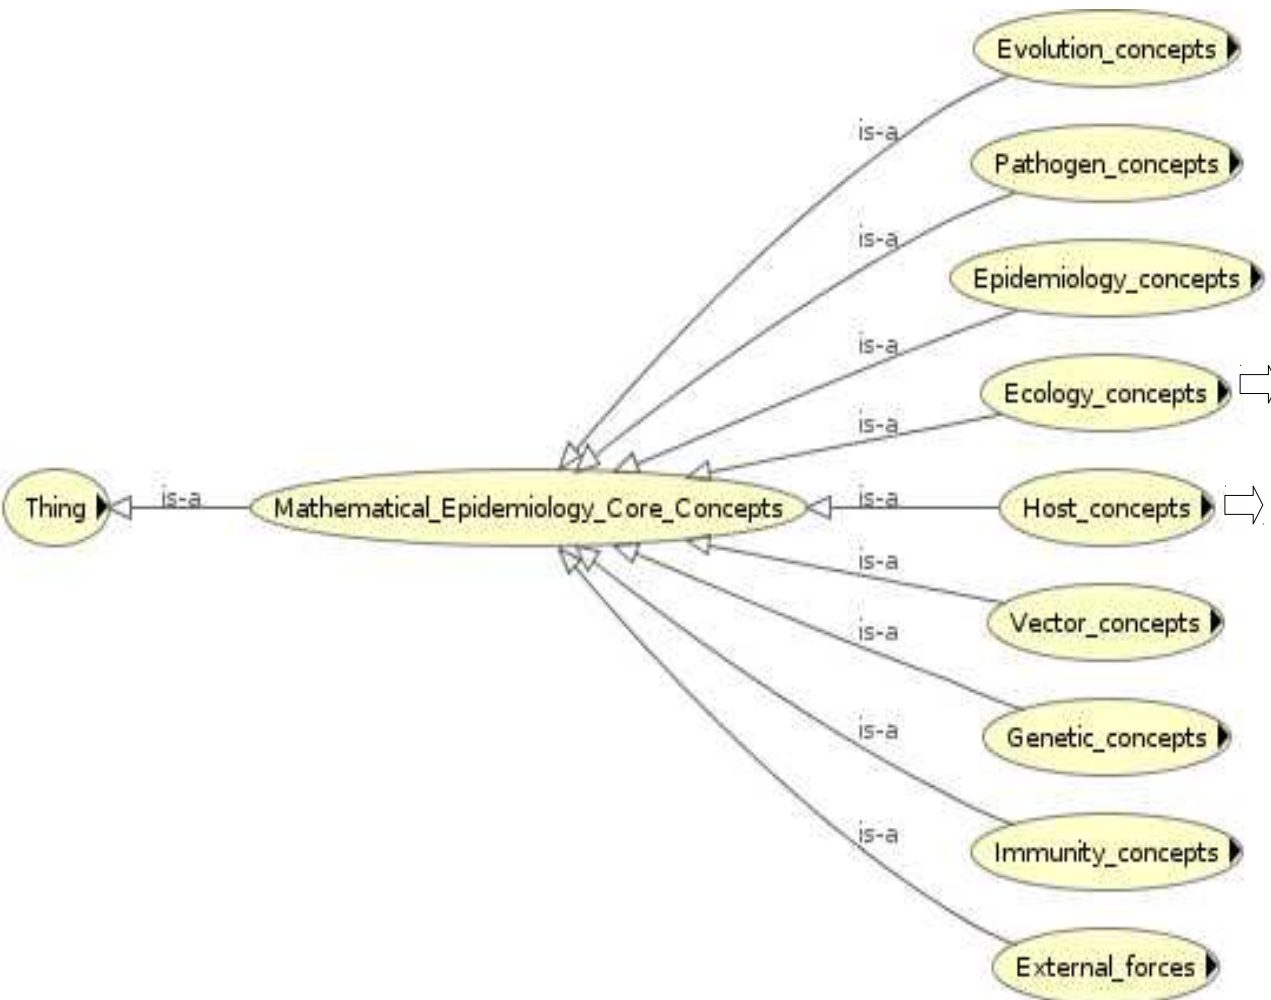 Evolution_concepts
is-a
Pathogen_concepts
is-a
Epidemiology_concepts
is-a
Ecology_concepts
is-a
Thing
is-a
Mathematical_Epidemiology_Core_Concepts
is-a
Host_concepts
is-a
Vector_concepts
is-a
Genetic_concepts
is-a
Immunity_concepts
is-a
External_forces